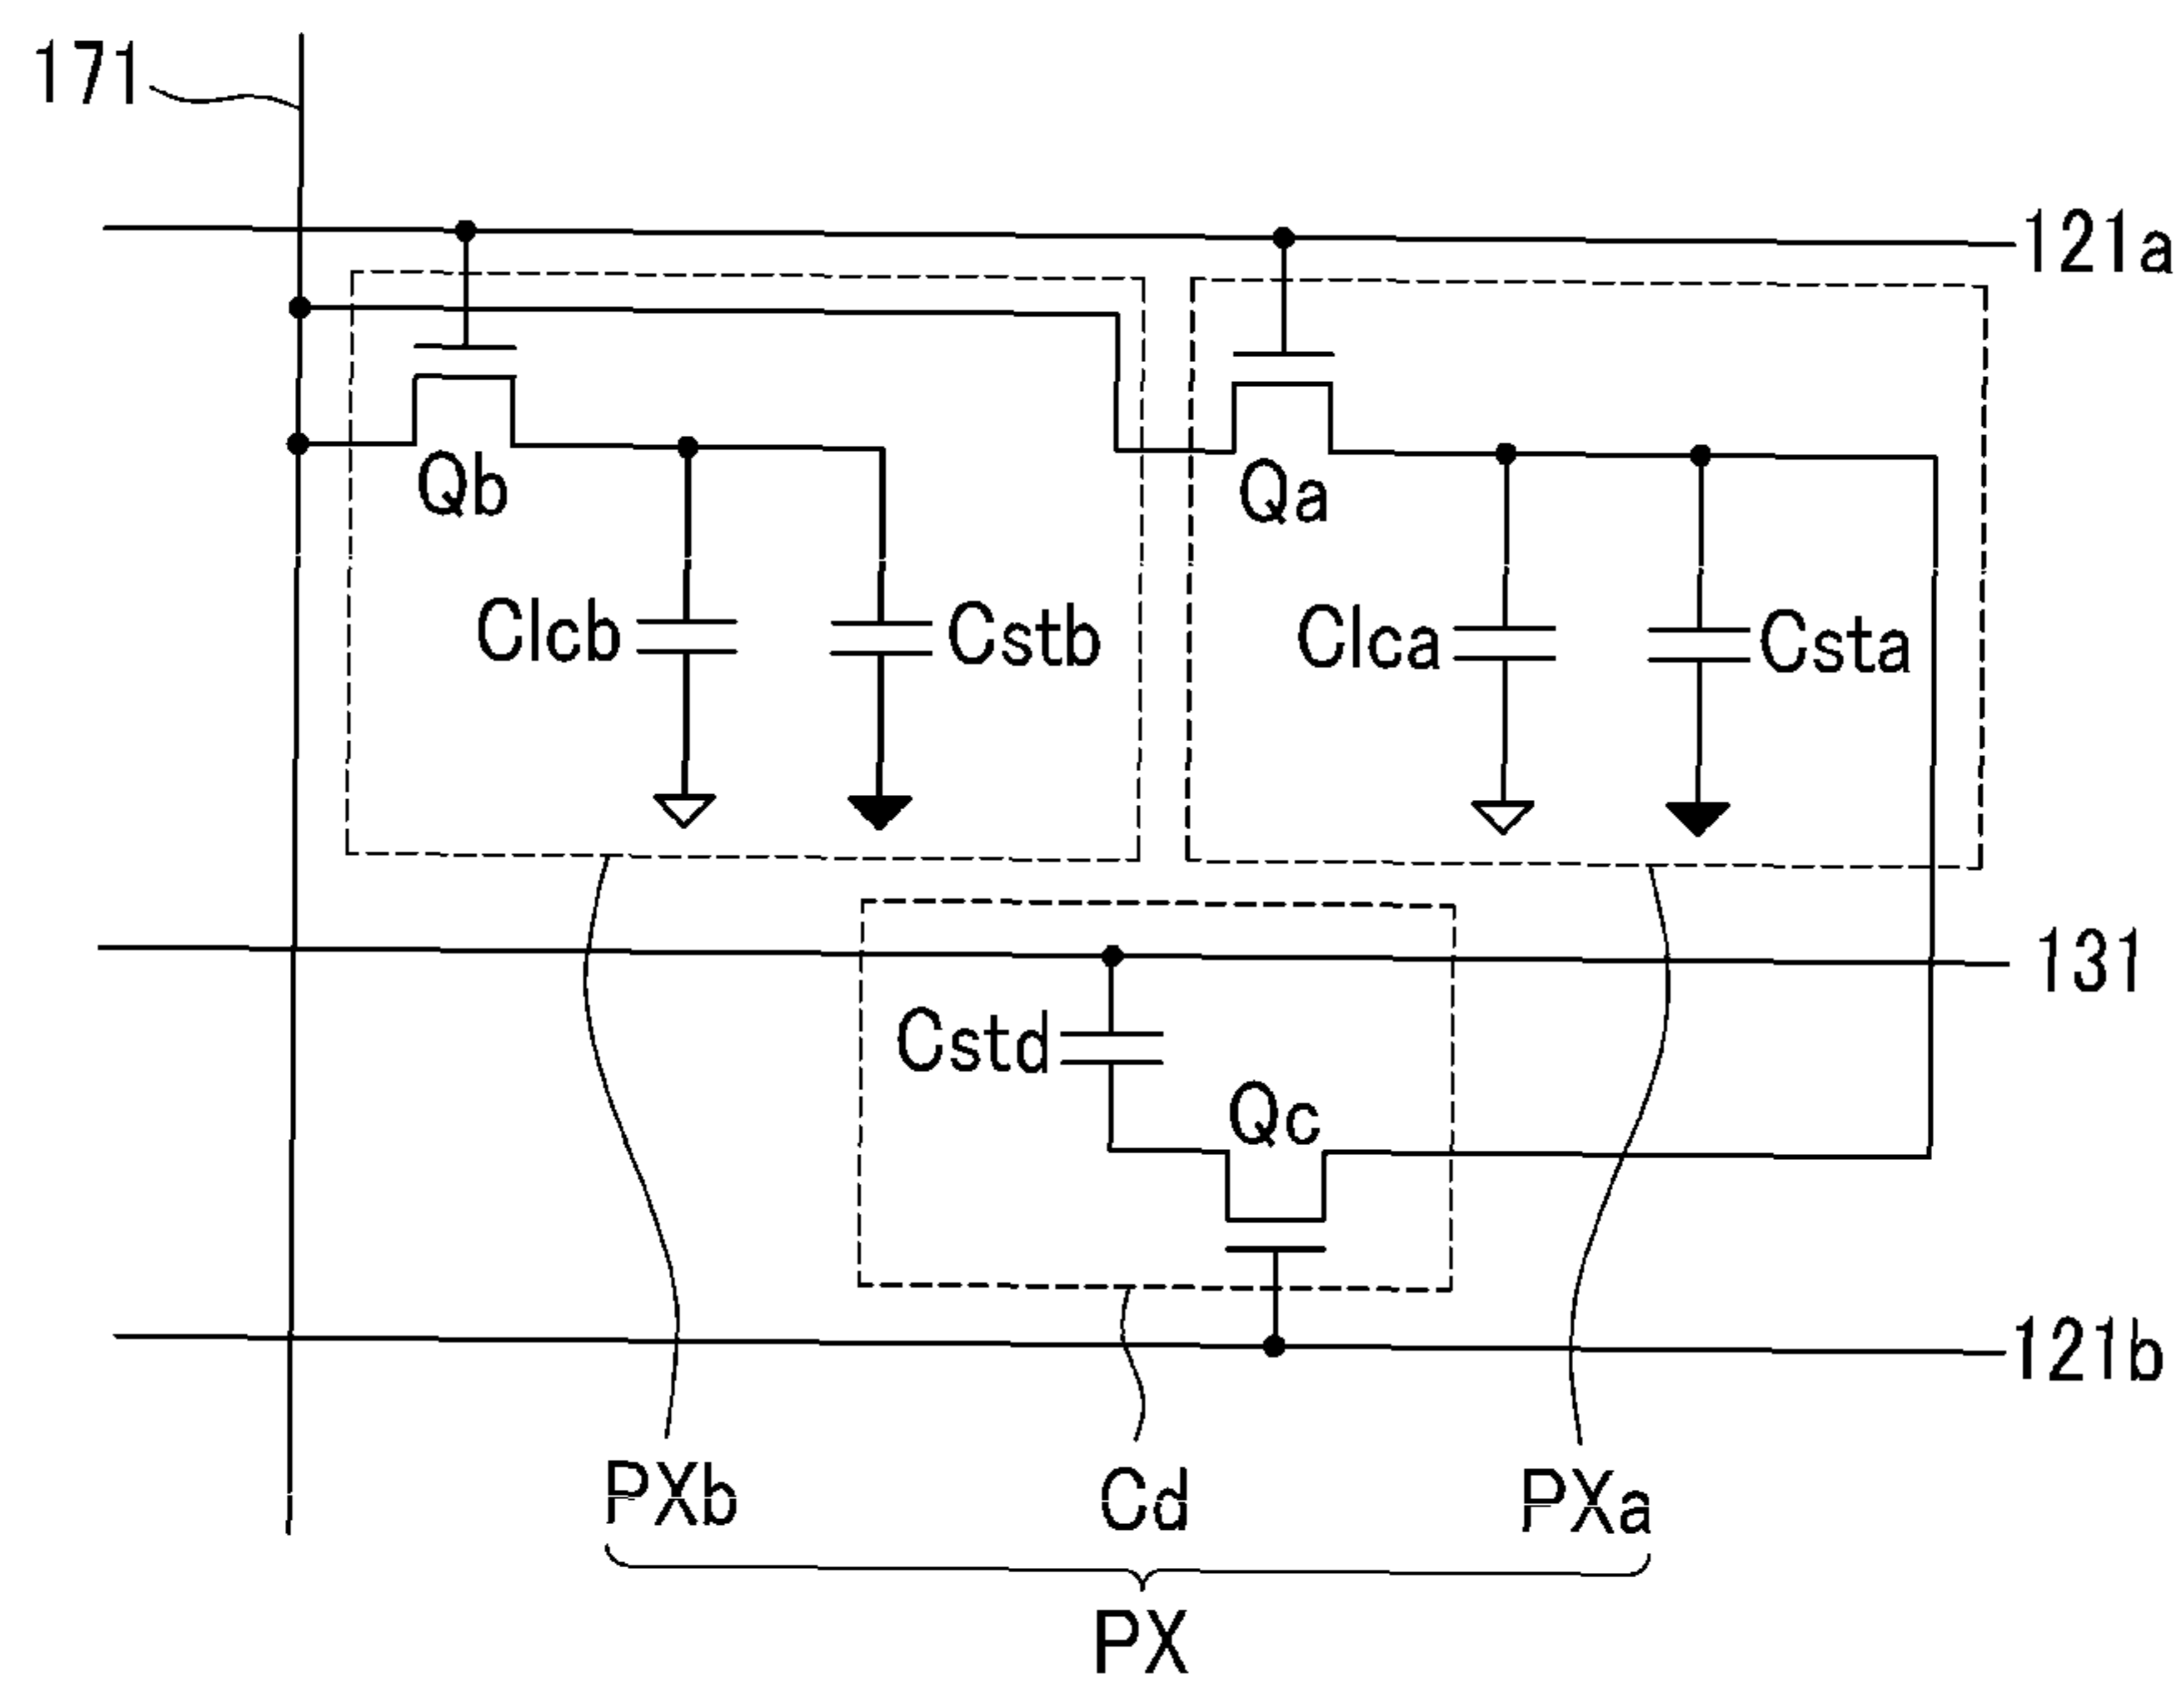 171
121a
Qb
Qa
Clcb
Cstb
Clca
Csta
131
Cstd
Qc
121b
PXb
Cd
PXa
PX